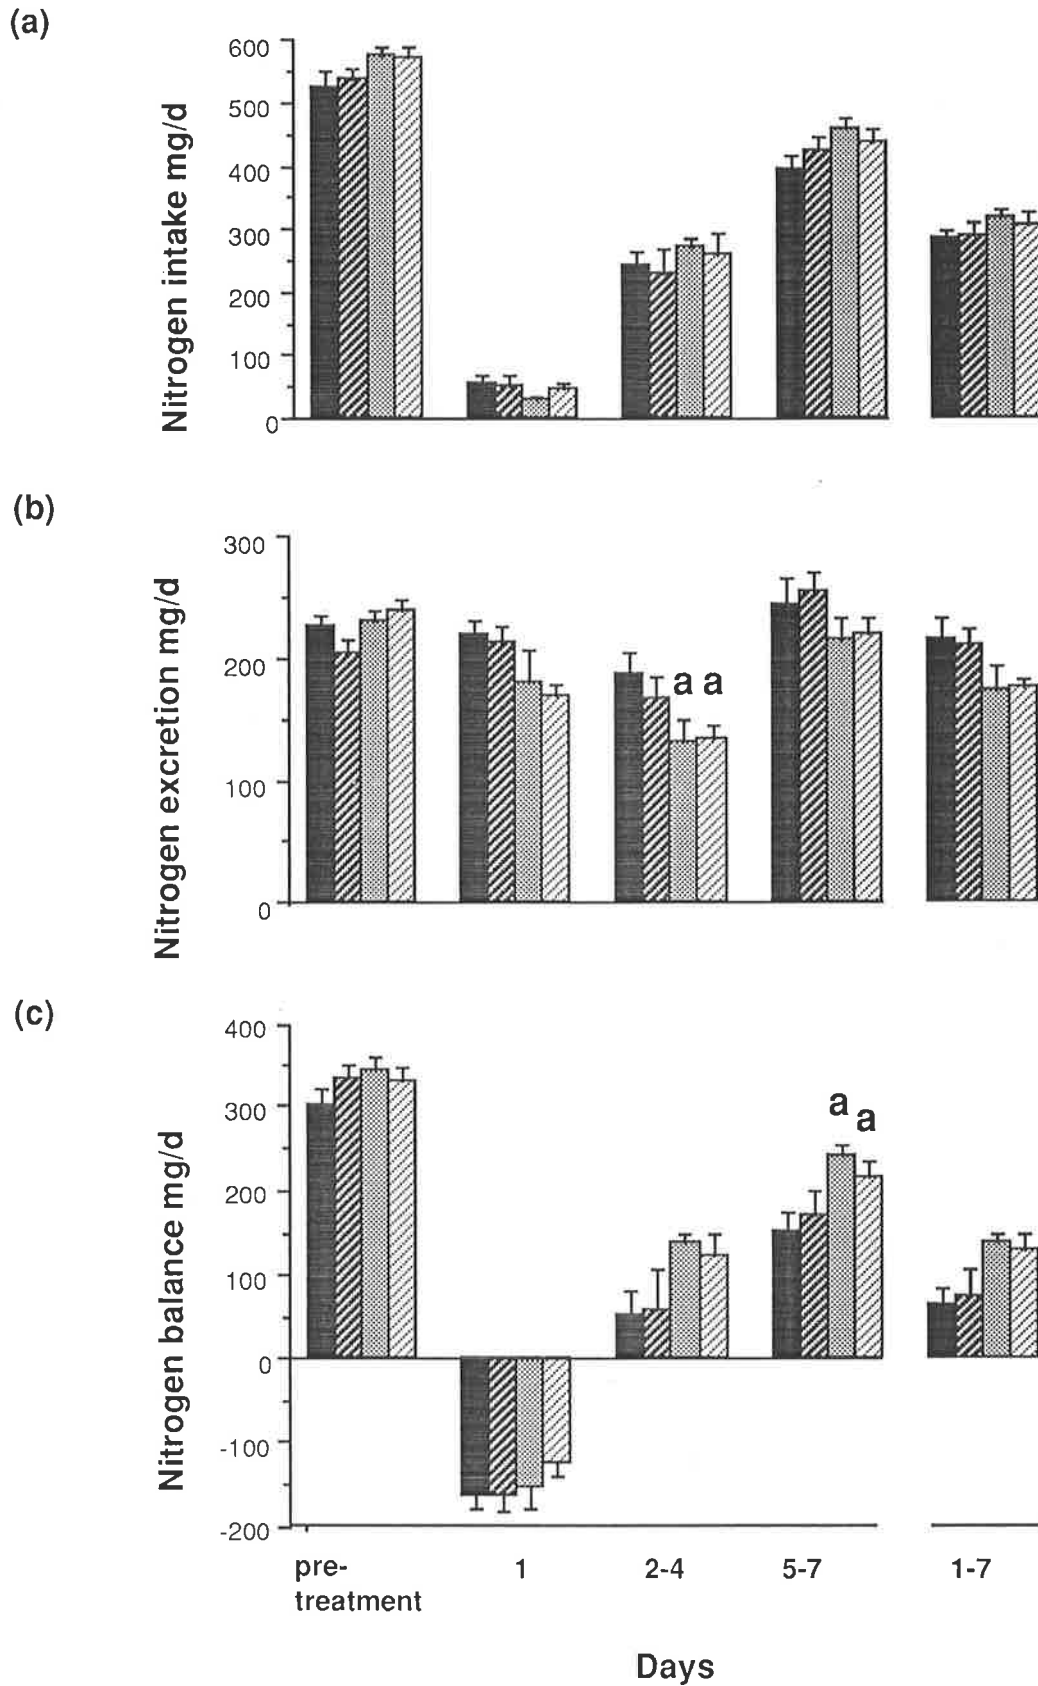 (a)
Nitrogen intake mg/d
600
500
400
300
200
100
0
(b)
Nitrogen excretion mg/d
300
200
100
0
a a
(c)
Nitrogen balance mg/d
400
300
200
100
0
-100
-200
a
a
pre-
treatment
1
2-4
5-7
1-7
Days